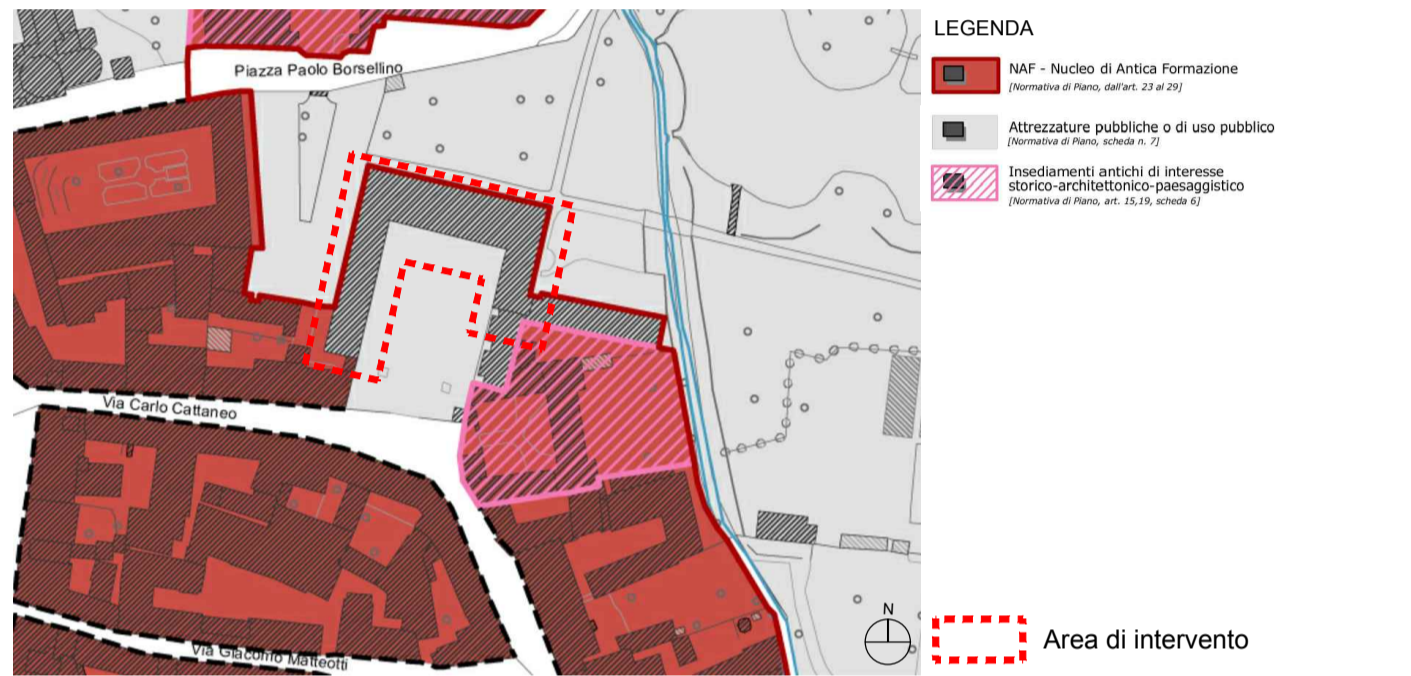 Piazza Paolo Borsellino
Via Carlo Cattaneo
Via Giacomo Matteotti
N
LEGENDA
NAF - Nucleo di Antica Formazione
[Normativa di Piano, dall'art. 23 al 29]
Attrezzature pubbliche o di uso pubblico
[Normativa di Piano, scheda n. 7]
Insediamenti antichi di interesse
storico-architettonico-paesaggistico
[Normativa di Piano, art. 15,19, scheda 6]
Area di intervento